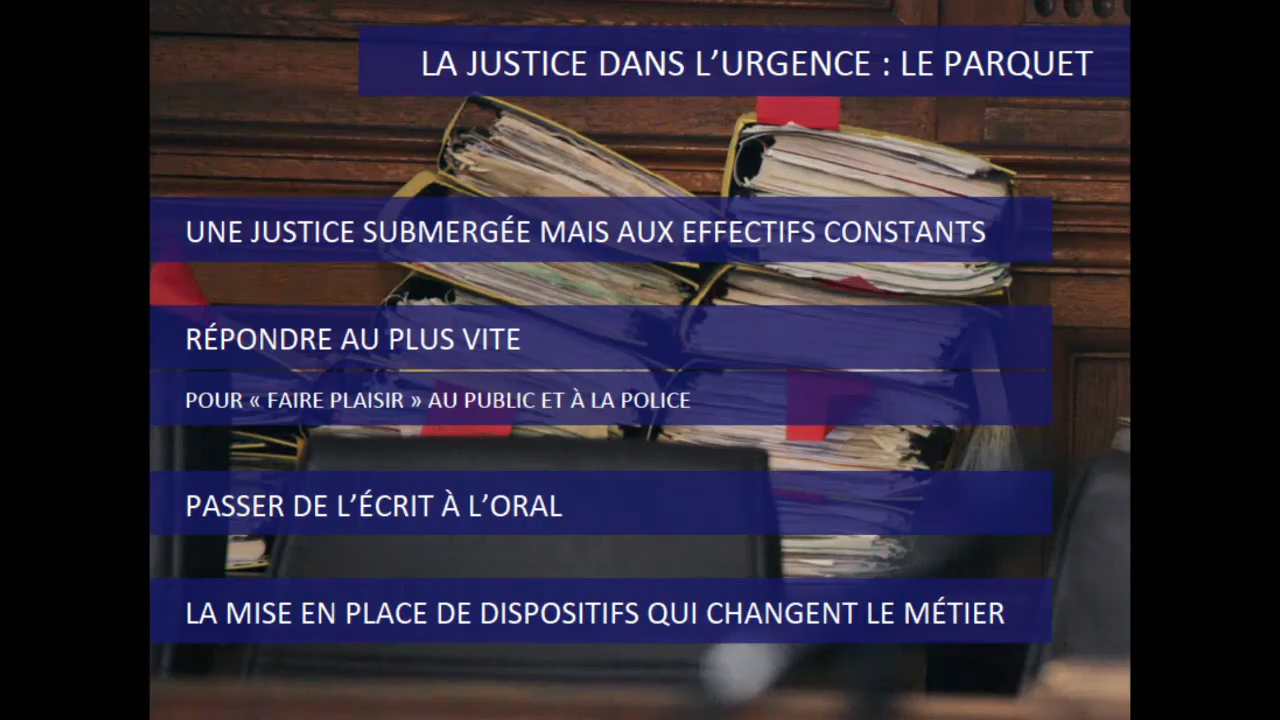 LA JUSTICE DANS L’URGENCE : LE PARQUET
UNE JUSTICE SUBMERGÉE MAIS AUX EFFECTIFS CONSTANTS
RÉPONDRE AU PLUS VITE
POUR « FAIRE PLAISIR » AU PUBLIC ET À LA POLICE
PASSER DE L’ÉCRIT À L’ORAL
LA MISE EN PLACE DE DISPOSITIFS QUI CHANGENT LE MÉTIER